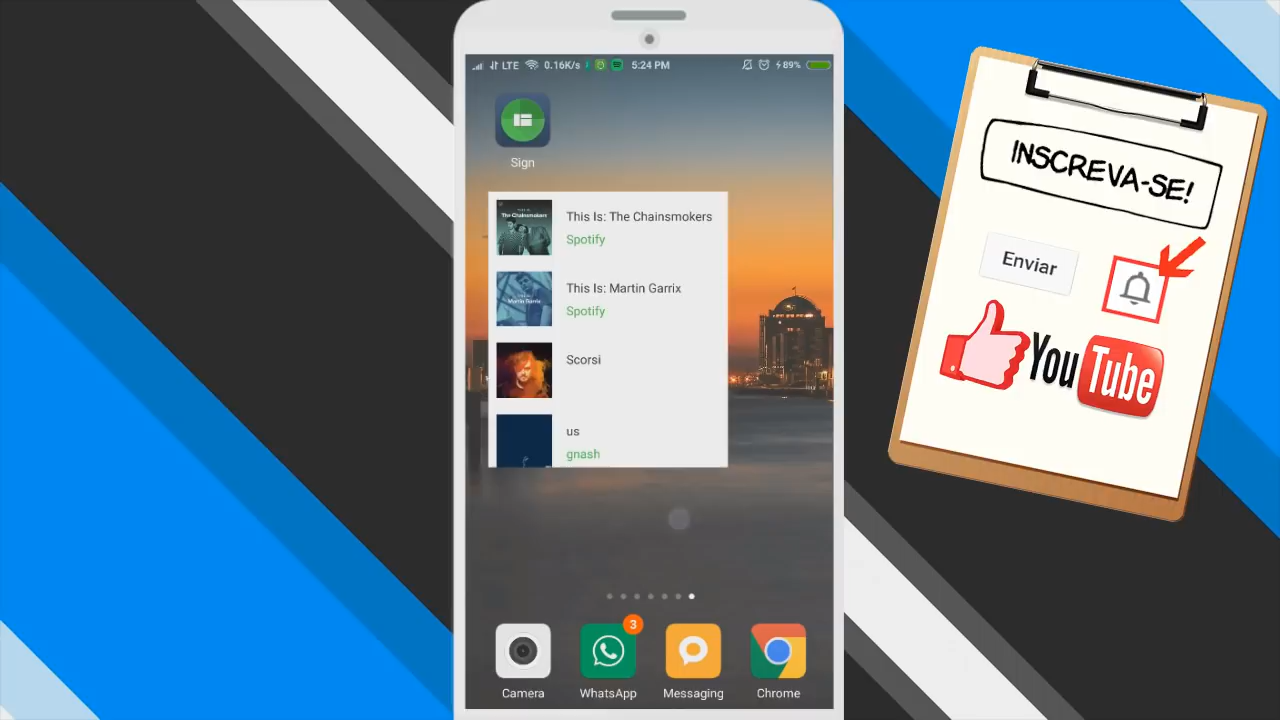 LTE 0.16K/s 5:24 PM 89%
Sign
This Is: The Chainsmokers
Spotify
This Is: Martin Garrix
Spotify
Scorsi
us
gnash
3
Camera WhatsApp Messaging Chrome
INSCREVA-SE!
Enviar
YouTube